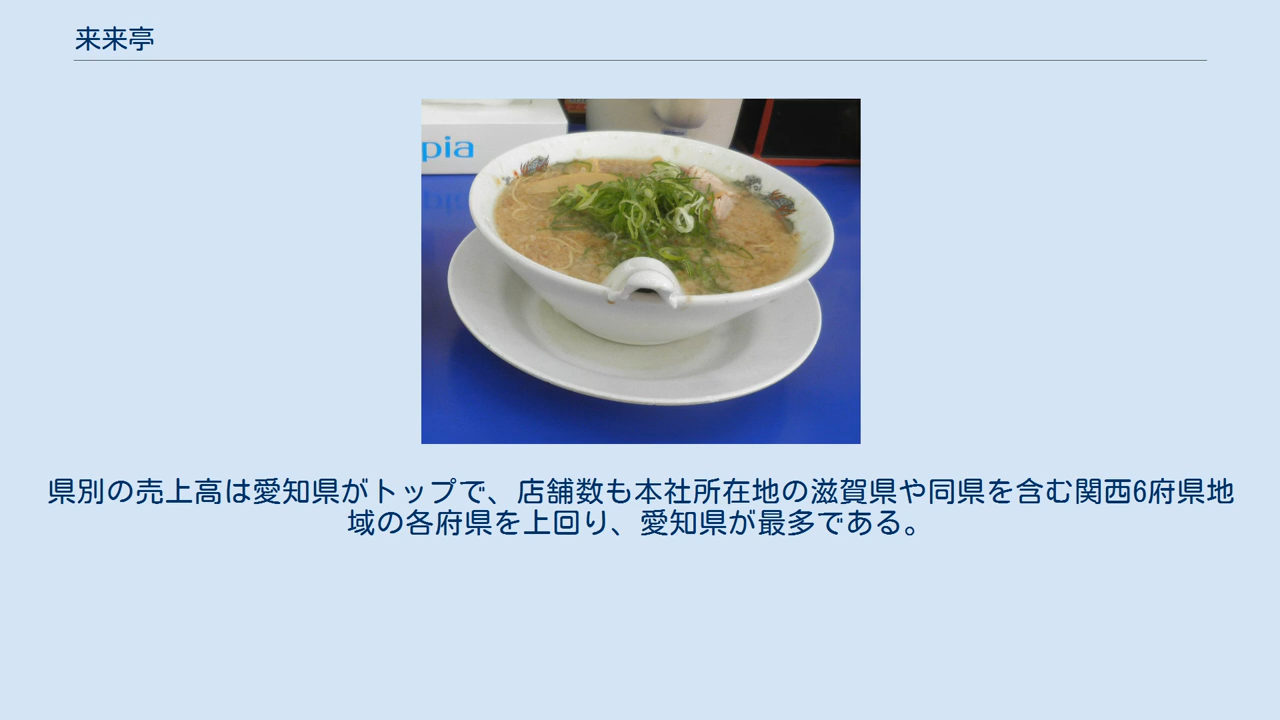 来来亭
pia
県別の売上高は愛知県がトップで、店舗数も本社所在地の滋賀県や同県を含む関西6府県地
域の各府県を上回り、愛知県が最多である。